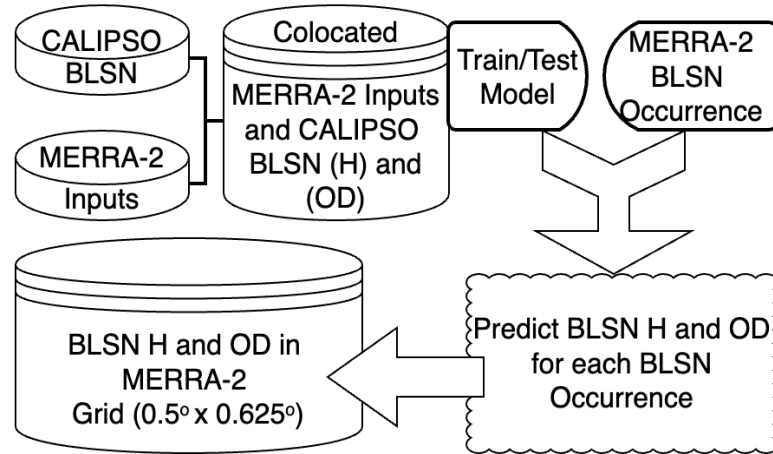 CALIPSO
BLSN
MERRA-2
Inputs
Colocated
MERRA-2 Inputs
and CALIPSO
BLSN (H) and
(OD)
Train/Test
Model
MERRA-2
BLSN
Occurrence
Predict BLSN H and OD
for each BLSN
Occurrence
BLSN H and OD in
MERRA-2
Grid (0.5º x 0.625º)